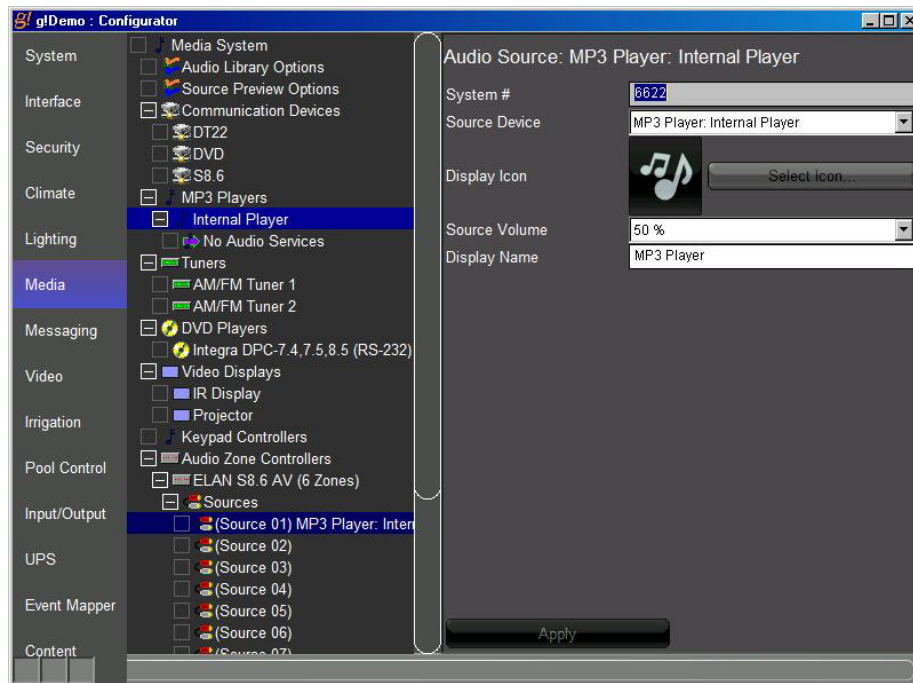 g! g!Demo : Configurator
System
Interface
Security
Climate
Lighting
Media
Messaging
Video
Irrigation
Pool Control
Input/Output
UPS
Event Mapper
Content
Media System
Audio Library Options
Source Preview Options
Communication Devices
DT22
DVD
S8.6
MP3 Players
Internal Player
No Audio Services
Tuners
AM/FM Tuner 1
AM/FM Tuner 2
DVD Players
Integra DPC-7.4,7.5,8.5 (RS-232)
Video Displays
IR Display
Projector
Keypad Controllers
Audio Zone Controllers
ELAN S8.6 AV (6 Zones)
Sources
(Source 01) MP3 Player: Inter
(Source 02)
(Source 03)
(Source 04)
(Source 05)
(Source 06)
(Source 07)
Audio Source: MP3 Player: Internal Player
System # 6622
Source Device MP3 Player: Internal Player
Display Icon Select Icon...
Source Volume 50 %
Display Name MP3 Player
Apply